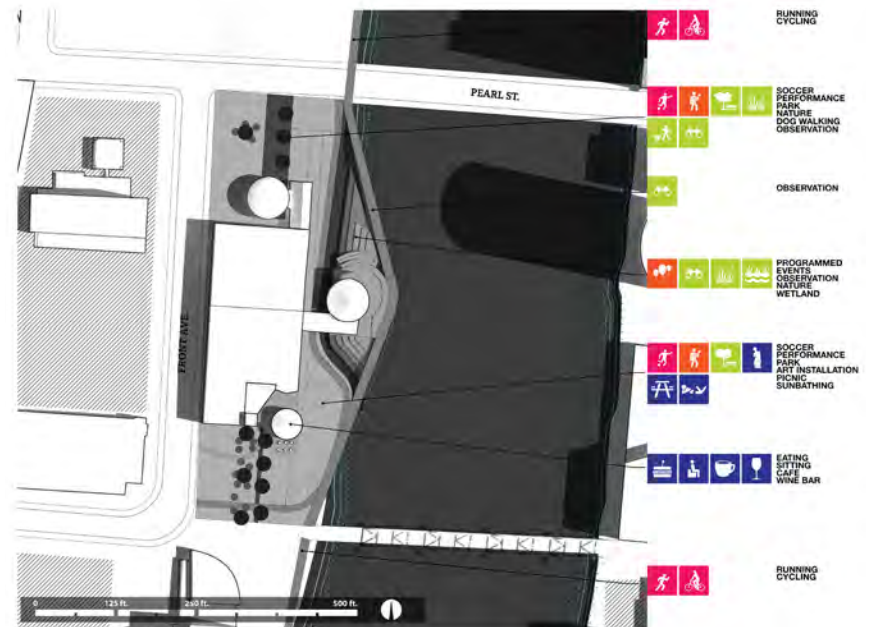 RUNNING
CYCLING
PEARL ST.
SOCCER
PERFORMANCE
PARK
NATURE
DOG WALKING
OBSERVATION
OBSERVATION
PROGRAMMED
EVENTS
OBSERVATION
NATURE
WETLAND
FRONT AVE.
SOCCER
PERFORMANCE
PARK
ART INSTALLATION
PICNIC
SUNBATHING
EATING
SITTING
CAFE
WINE BAR
RUNNING
CYCLING
0 125 ft. 250 ft. 500 ft.